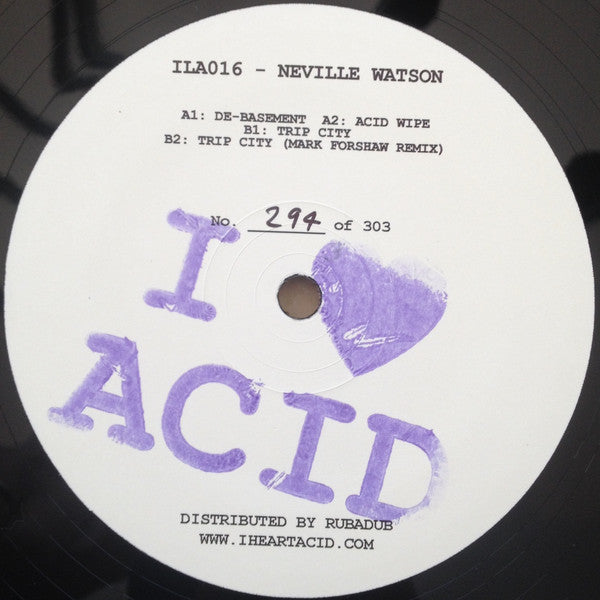 ILA016 - NEVILLE WATSON
A1: DE-BASEMENT A2: ACID WIPE
B1: TRIP CITY
B2: TRIP CITY (MARK FORSHAW REMIX)
No. 294 of 303
I
ACID
DISTRIBUTED BY RUBADUB
WWW.IHEARTACID.COM